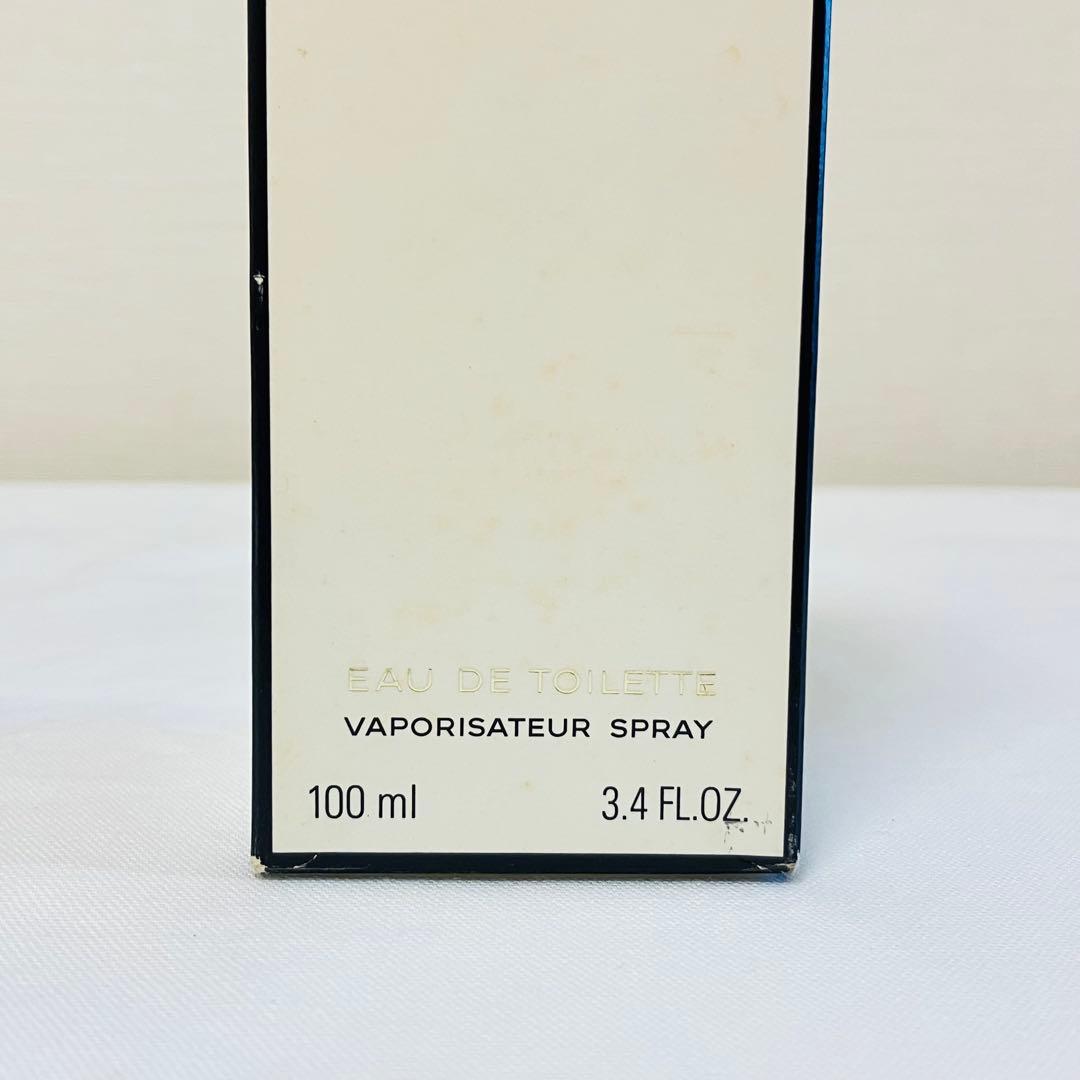 EAU DE TOILETTE
VAPORISATEUR SPRAY
100 ml 3.4 FL.OZ.